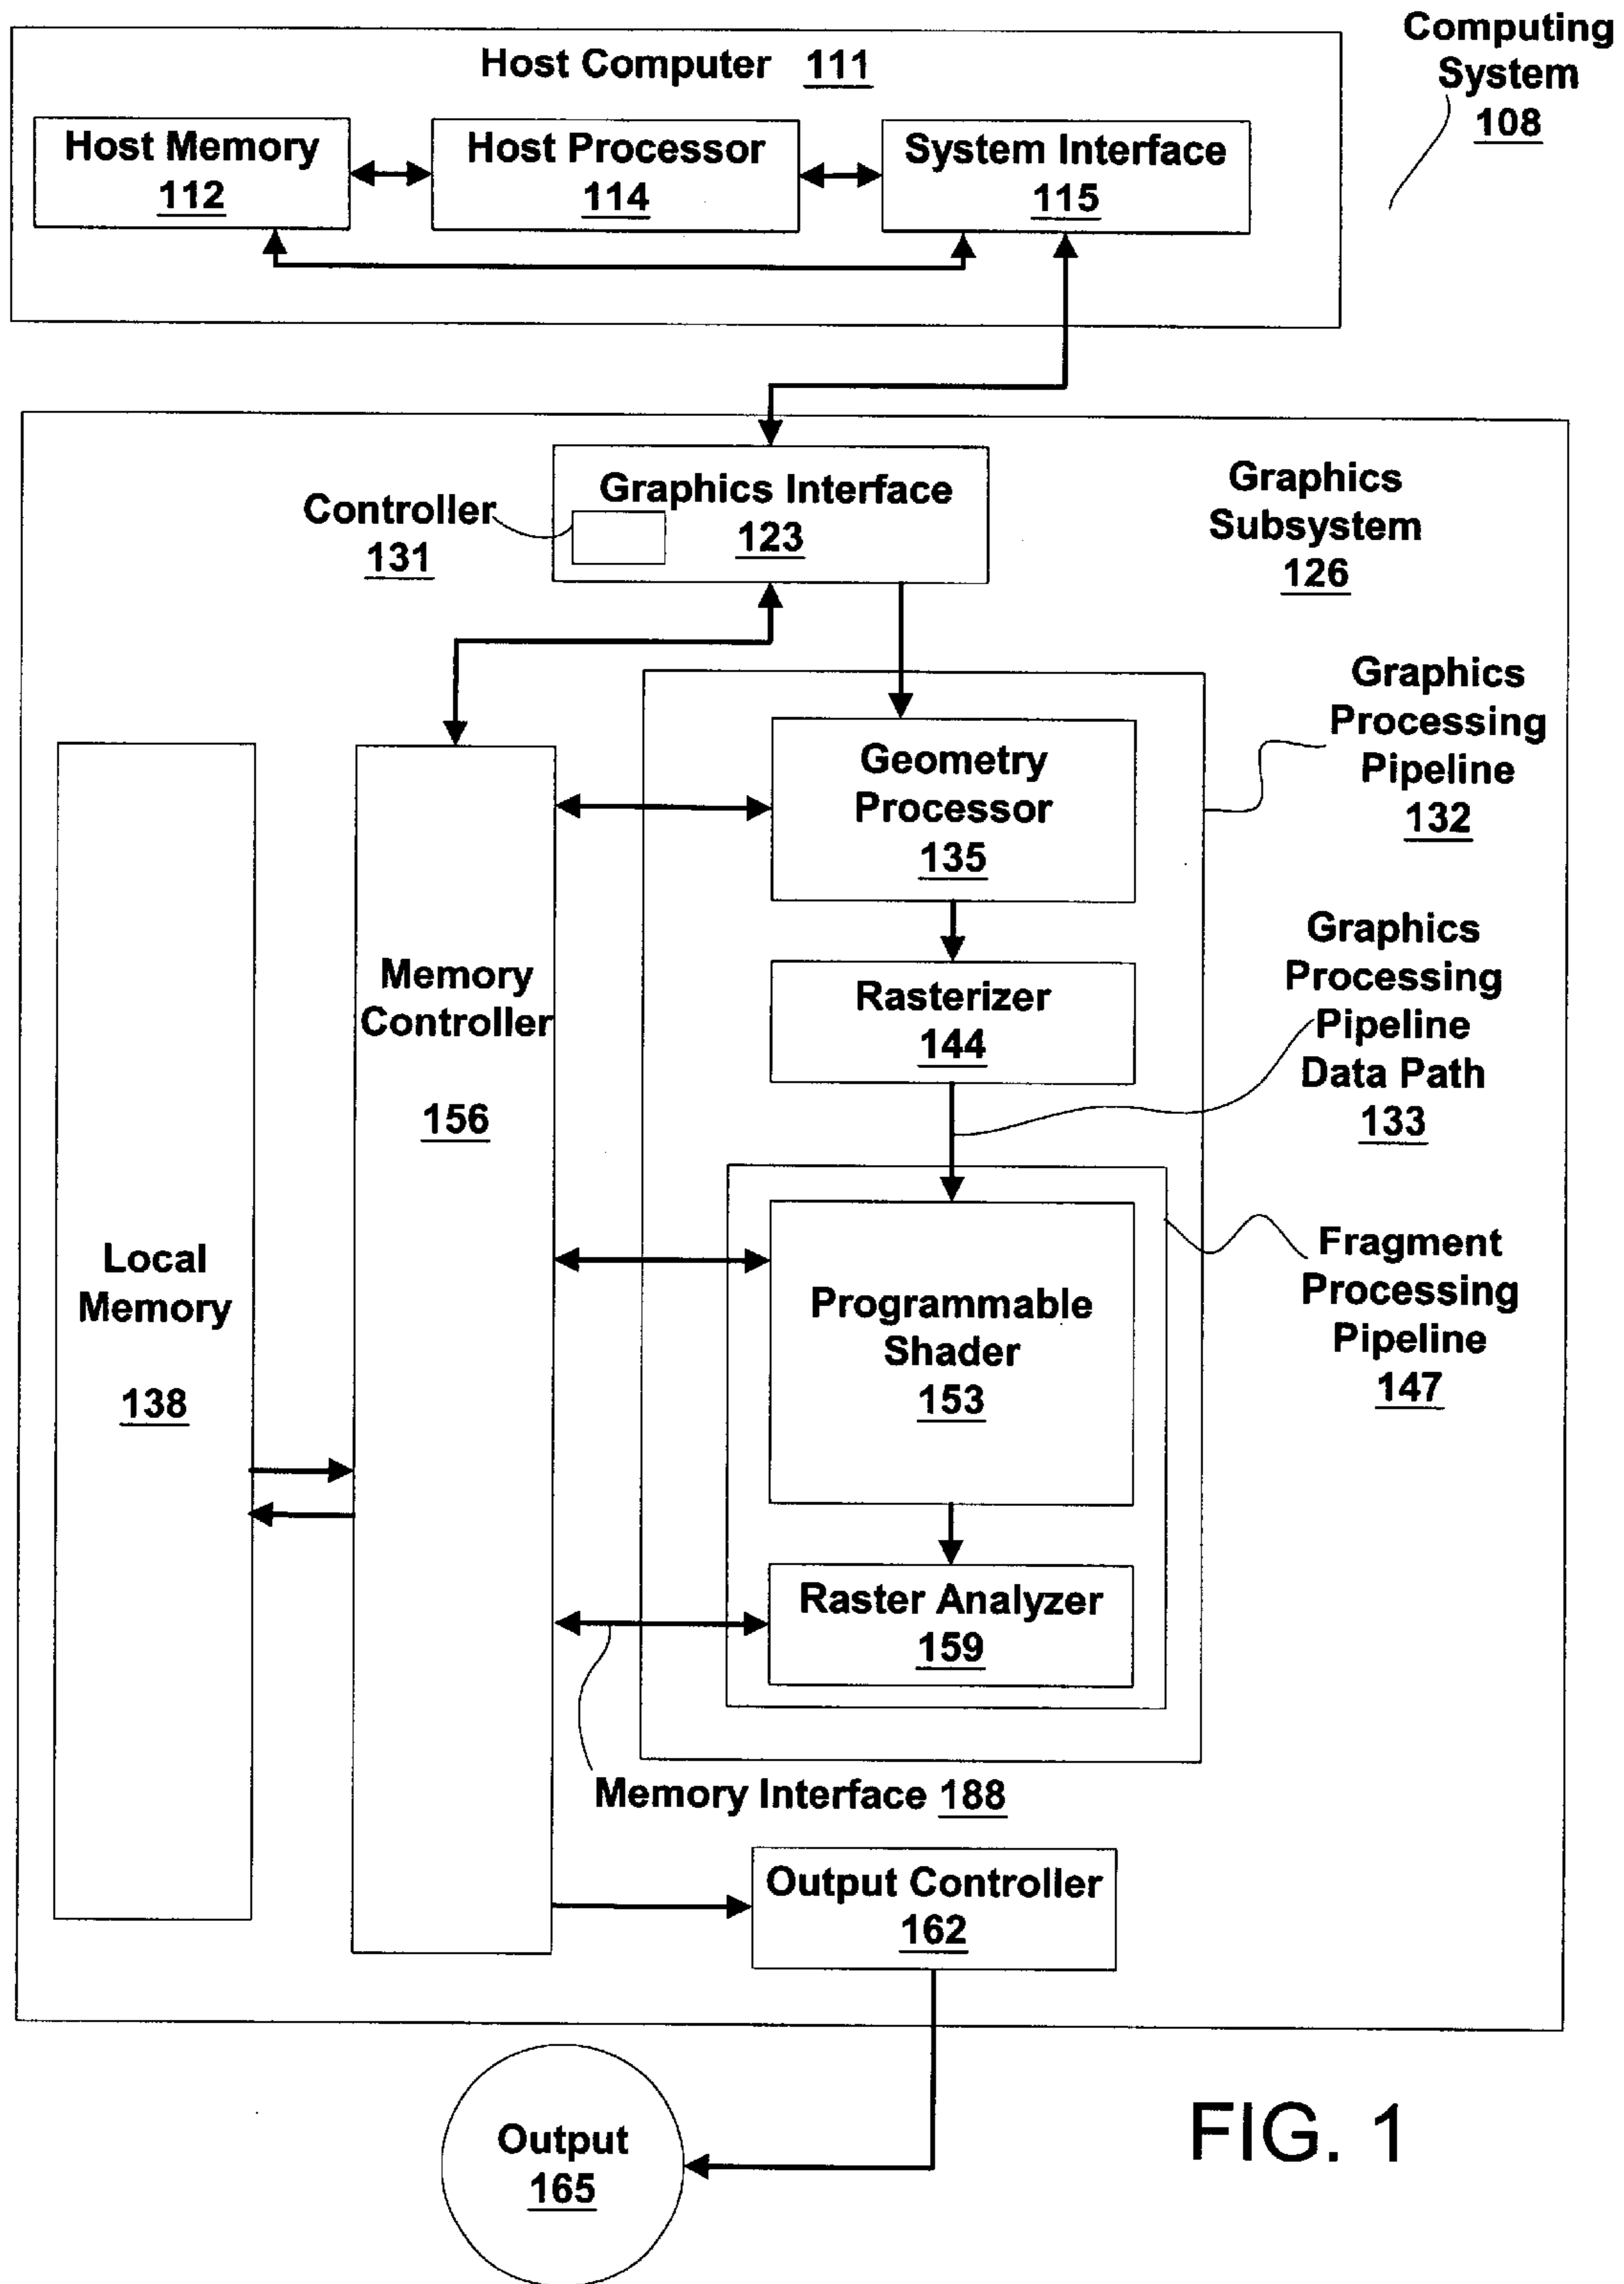 Computing
System
108
Host Computer 111
Host Memory
112
Host Processor
114
System Interface
115
Graphics Interface
123
Controller
131
Graphics
Subsystem
126
Graphics
Processing
Pipeline
132
Geometry
Processor
135
Graphics
Processing
Pipeline
Data Path
133
Rasterizer
144
Memory
Controller
156
Local
Memory
138
Programmable
Shader
153
Fragment
Processing
Pipeline
147
Raster Analyzer
159
Memory Interface 188
Output Controller
162
Output
165
FIG. 1